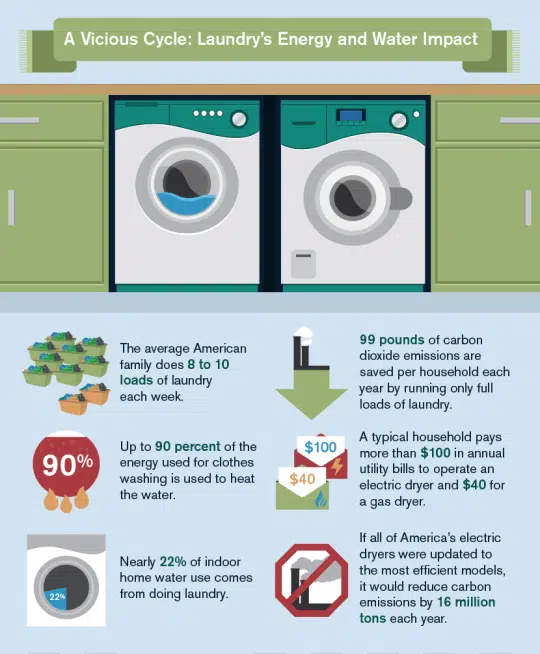 A Vicious Cycle: Laundry's Energy and Water Impact
The average American
family does 8 to 10
loads of laundry
each week.
99 pounds of carbon
dioxide emissions are
saved per household each
year by running only full
loads of laundry.
90%
Up to 90 percent of the
energy used for clothes
washing is used to heat
the water.
$100
$40
A typical household pays
more than $100 in annual
utility bills to operate an
electric dryer and $40 for
a gas dryer.
22%
Nearly 22% of indoor
home water use comes
from doing laundry.
If all of America's electric
dryers were updated to
the most efficient models,
it would reduce carbon
emissions by 16 million
tons each year.